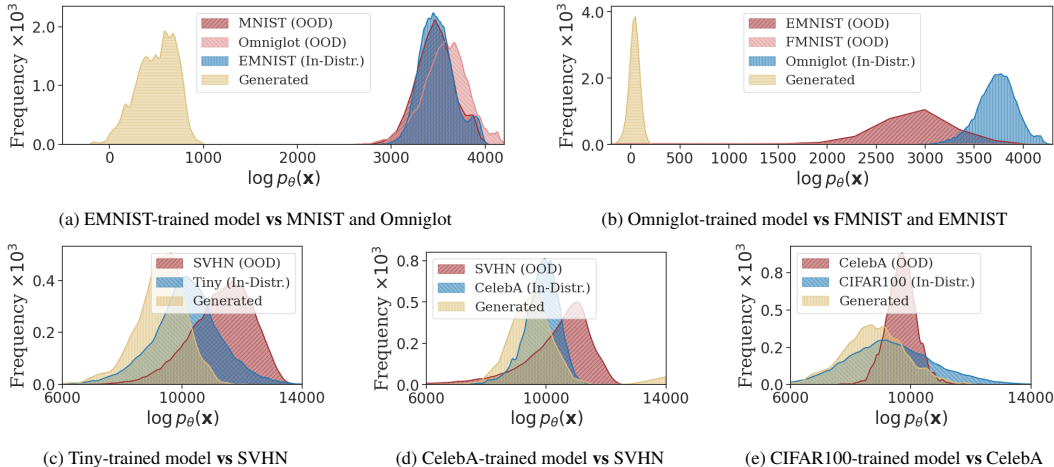 Frequency ×10³
2.0
1.0
0.0
MNIST (OOD)
Omniglot (OOD)
EMNIST (In-Distr.)
Generated
0 1000 2000 3000 4000
log pθ(x)
(a) EMNIST-trained model vs MNIST and Omniglot
Frequency ×10³
4.0
2.0
0.0
EMNIST (OOD)
FMNIST (OOD)
Omniglot (In-Distr.)
Generated
0 500 1000 1500 2000 2500 3000 3500 4000
log pθ(x)
(b) Omniglot-trained model vs FMNIST and EMNIST
Frequency ×10³
0.4
0.2
0.0
SVHN (OOD)
Tiny (In-Distr.)
Generated
6000 10000 14000
log pθ(x)
(c) Tiny-trained model vs SVHN
Frequency ×10³
0.8
0.5
0.2
0.0
SVHN (OOD)
CelebA (In-Distr.)
Generated
6000 10000 14000
log pθ(x)
(d) CelebA-trained model vs SVHN
Frequency ×10³
0.8
0.5
0.2
0.0
CelebA (OOD)
CIFAR100 (In-Distr.)
Generated
6000 10000 14000
log pθ(x)
(e) CIFAR100-trained model vs CelebA